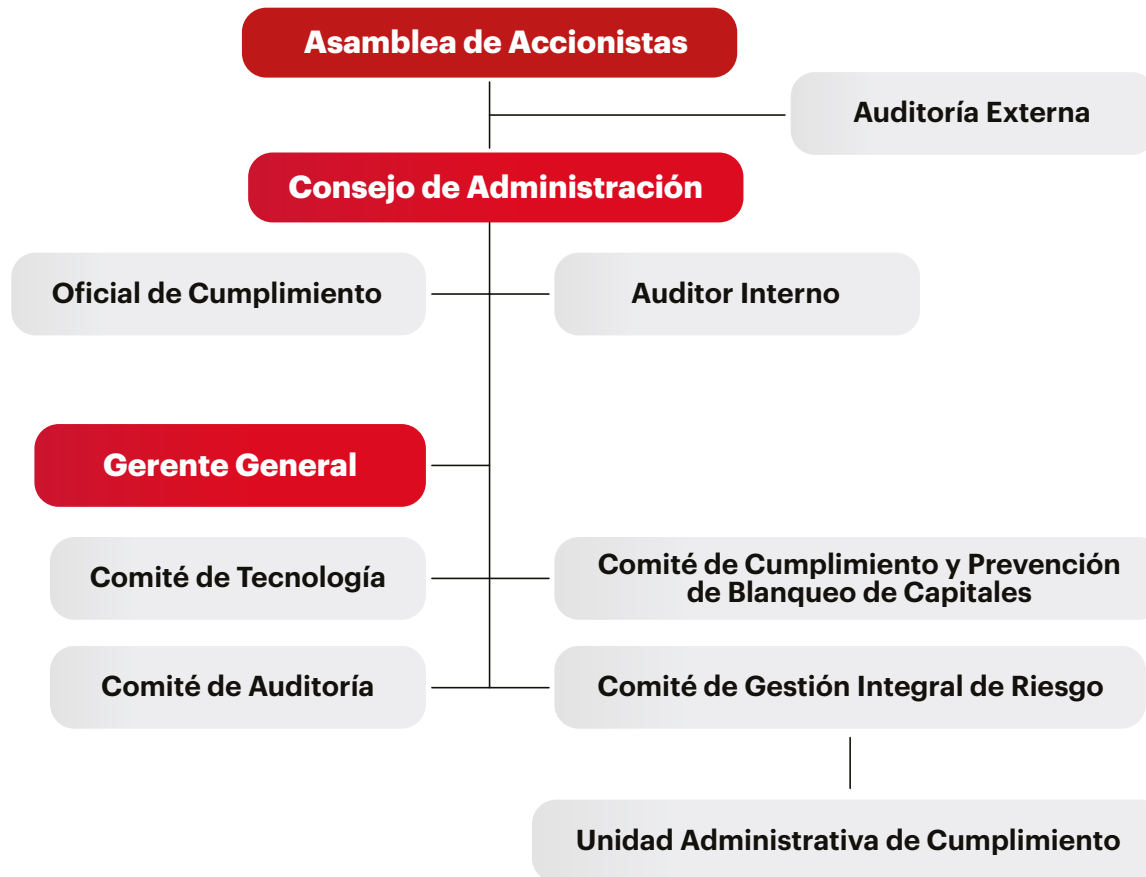 Asamblea de Accionistas
Auditoría Externa
Consejo de Administración
Oficial de Cumplimiento
Auditor Interno
Gerente General
Comité de Tecnología
Comité de Cumplimiento y Prevención
de Blanqueo de Capitales
Comité de Auditoría
Comité de Gestión Integral de Riesgo
Unidad Administrativa de Cumplimiento